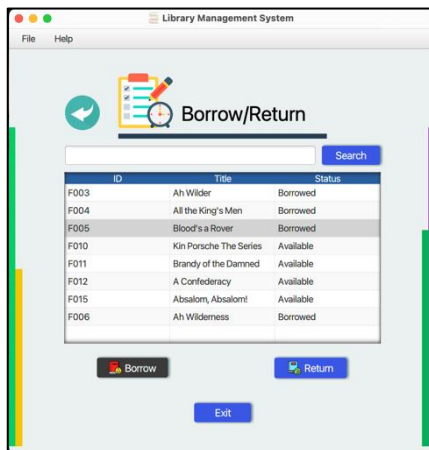 Library Management System
File Help
Borrow/Return
Search
ID Title Status
F003 Ah Wilder Borrowed
F004 All the King's Men Borrowed
F005 Blood's a Rover Borrowed
F010 Kin Porsche The Series Available
F011 Brandy of the Damned Available
F012 A Confederacy Available
F015 Absalom, Absalom! Available
F006 Ah Wilderness Borrowed
Borrow Return
Exit